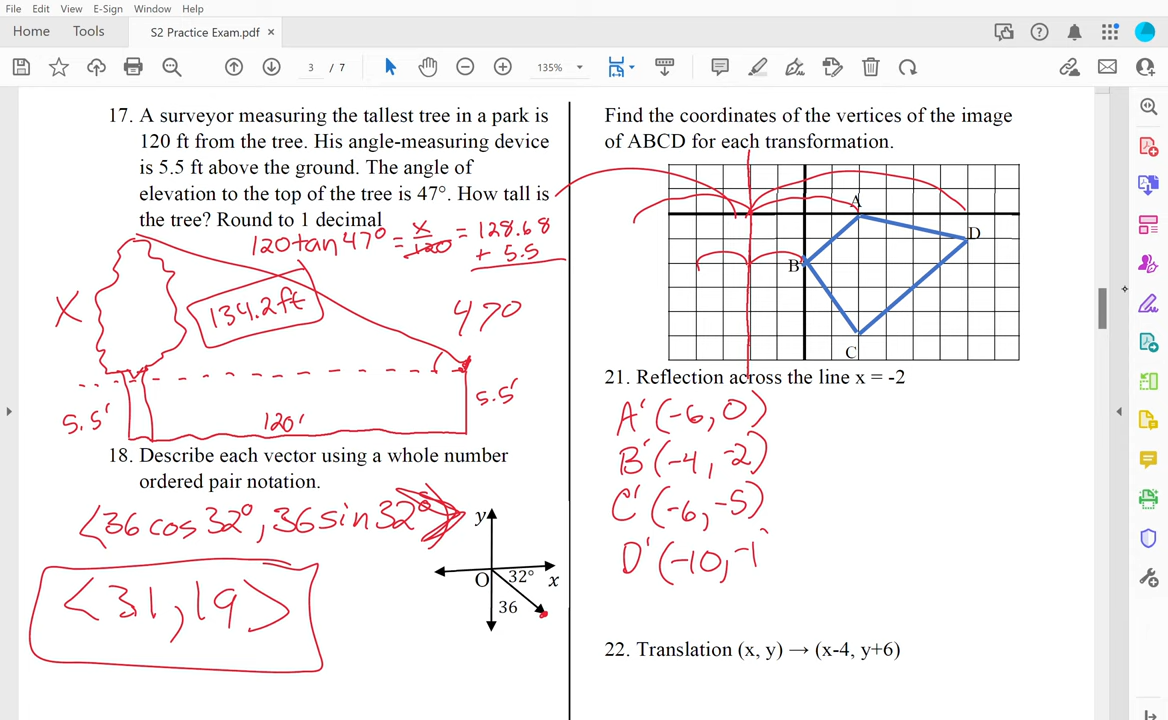 File Edit View E-Sign Window Help
Home Tools S2 Practice Exam.pdf ×
3 / 7 135%
17. A surveyor measuring the tallest tree in a park is
120 ft from the tree. His angle-measuring device
is 5.5 ft above the ground. The angle of
elevation to the top of the tree is 47°. How tall is
the tree? Round to 1 decimal
120tan47° = x/120 = 128.68
+ 5.5
134.2ft
X
470
5.5'
5.5'
120'
18. Describe each vector using a whole number
ordered pair notation.
<36 cos 32°, 36 sin 32°>
<31, 19>
y
O 32° x
36
Find the coordinates of the vertices of the image
of ABCD for each transformation.
A
D
B
C
21. Reflection across the line x = -2
A' (-6, 0)
B' (-4, -2)
C' (-6, -5)
D' (-10, -1
22. Translation (x, y) → (x-4, y+6)